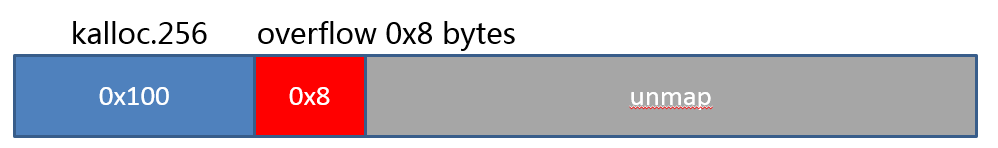 kalloc.256 overflow 0x8 bytes
0x100 0x8 unmap